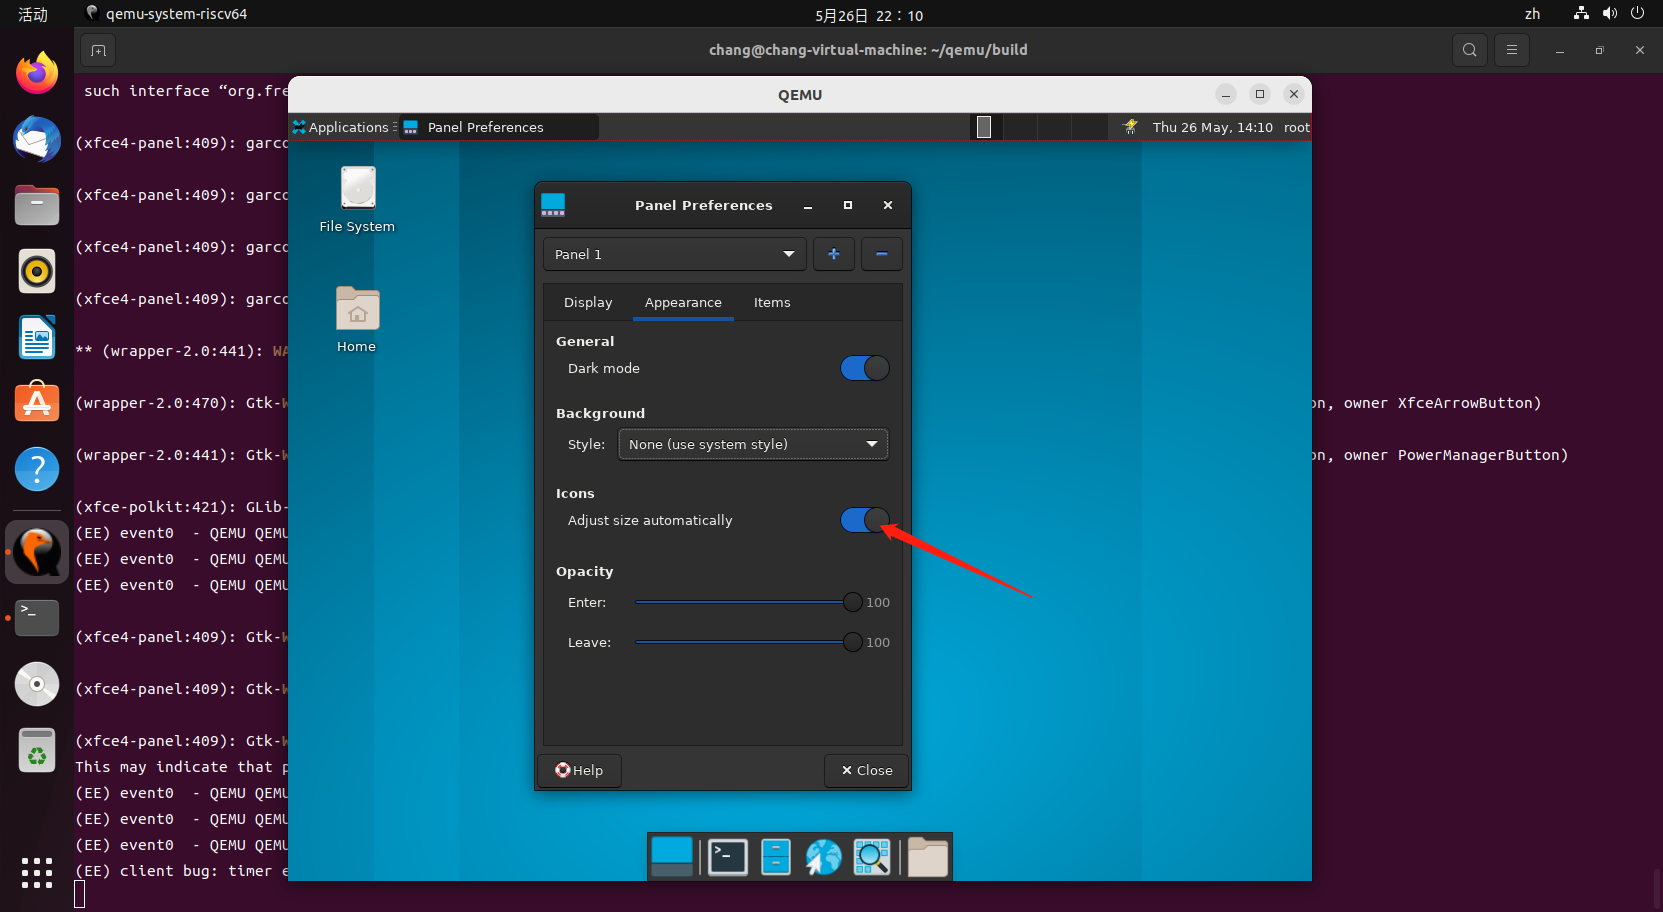 活动
qemu-system-riscv64
5月26日 22：10
zh
chang@chang-virtual-machine: ~/qemu/build
such interface “org.fre
(xfce4-panel:409): garco
(xfce4-panel:409): garco
(xfce4-panel:409): garco
(xfce4-panel:409): garco
** (wrapper-2.0:441): WA
(wrapper-2.0:470): Gtk-W
on, owner XfceArrowButton)
(wrapper-2.0:441): Gtk-W
on, owner PowerManagerButton)
(xfce-polkit:421): GLib-
(EE) event0  - QEMU QEMU
(EE) event0  - QEMU QEMU
(EE) event0  - QEMU QEMU
(xfce4-panel:409): Gtk-W
(xfce4-panel:409): Gtk-W
(xfce4-panel:409): Gtk-W
This may indicate that p
(EE) event0  - QEMU QEMU
(EE) event0  - QEMU QEMU
(EE) event0  - QEMU QEMU
(EE) client bug: timer e
QEMU
Applications
Panel Preferences
Thu 26 May, 14:10
root
File System
Home
Panel Preferences
Panel 1
Display
Appearance
Items
General
Dark mode
Background
Style:
None (use system style)
Icons
Adjust size automatically
Opacity
Enter:
100
Leave:
100
Help
Close